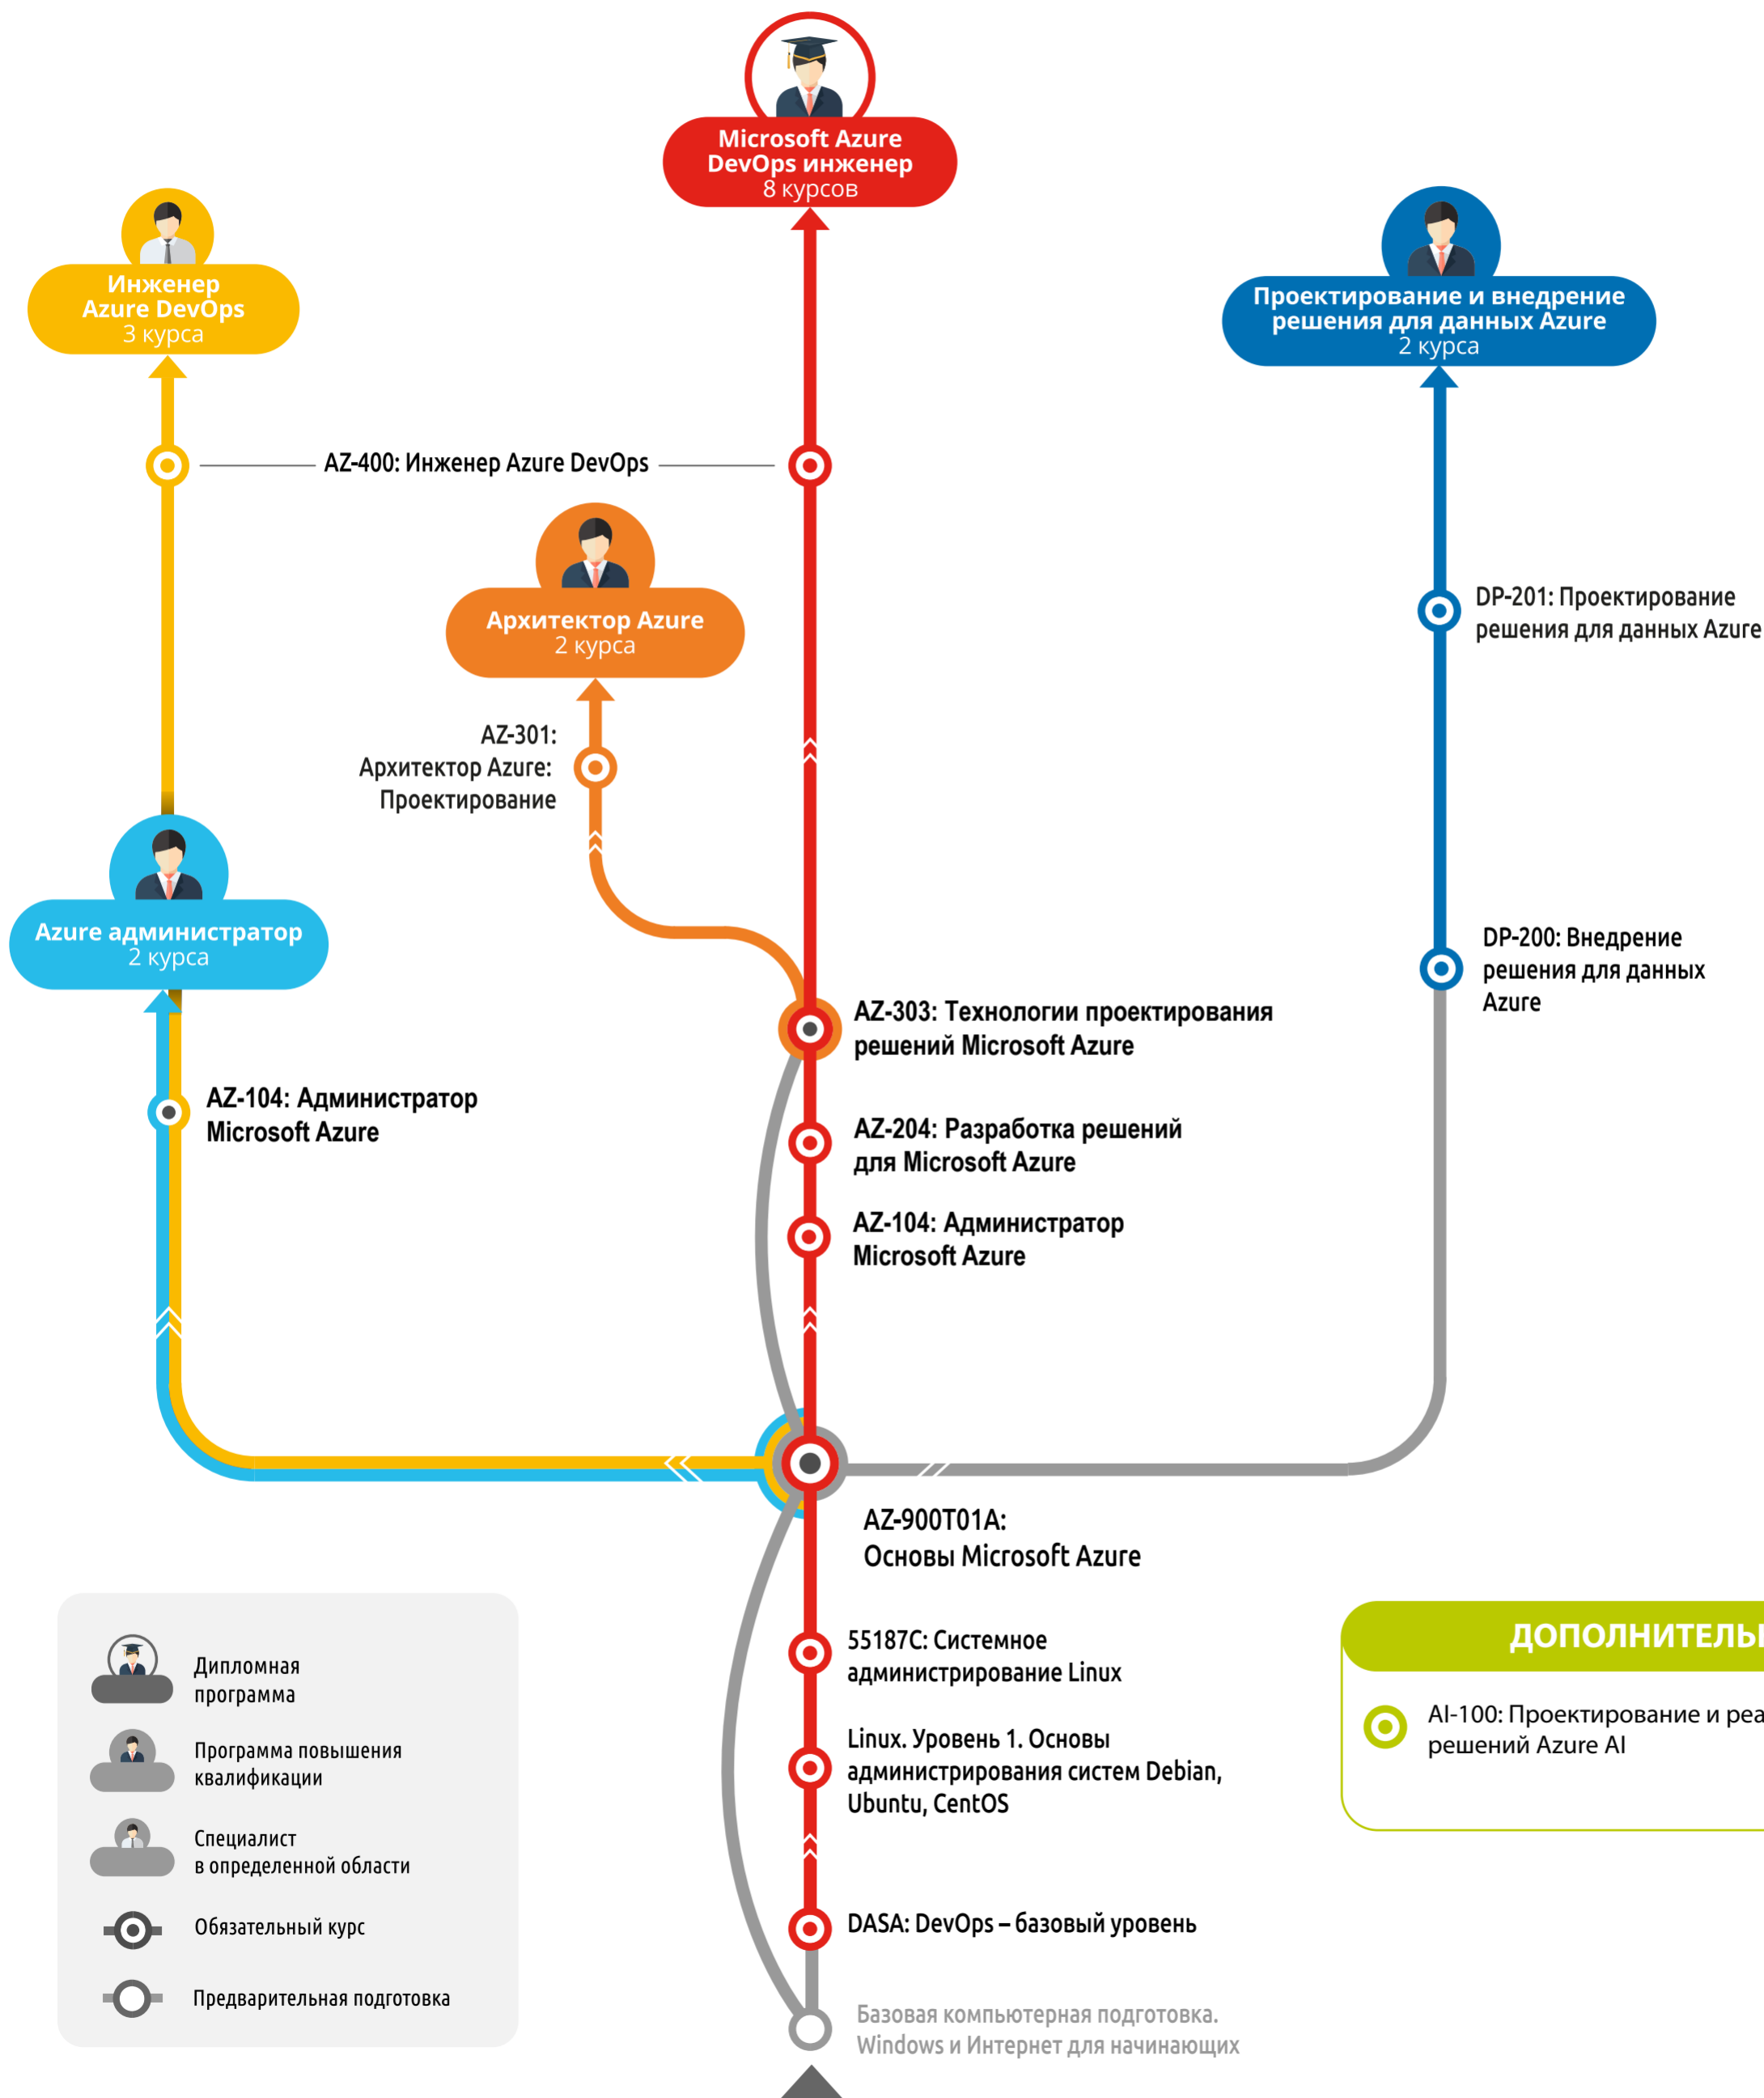 Microsoft Azure
DevOps инженер
8 курсов
Инженер
Azure DevOps
3 курса
Проектирование и внедрение
решения для данных Azure
2 курса
AZ-400: Инженер Azure DevOps
Архитектор Azure
2 курса
DP-201: Проектирование
решения для данных Azure
AZ-301:
Архитектор Azure:
Проектирование
Azure администратор
2 курса
DP-200: Внедрение
решения для данных
Azure
AZ-303: Технологии проектирования
решений Microsoft Azure
AZ-104: Администратор
Microsoft Azure
AZ-204: Разработка решений
для Microsoft Azure
AZ-104: Администратор
Microsoft Azure
AZ-900T01A:
Основы Microsoft Azure
55187C: Системное
администрирование Linux
Linux. Уровень 1. Основы
администрирования систем Debian,
Ubuntu, CentOS
DASA: DevOps – базовый уровень
Базовая компьютерная подготовка.
Windows и Интернет для начинающих
Дипломная
программа
Программа повышения
квалификации
Специалист
в определенной области
Обязательный курс
Предварительная подготовка
AI-100: Проектирование и
решений Azure AI